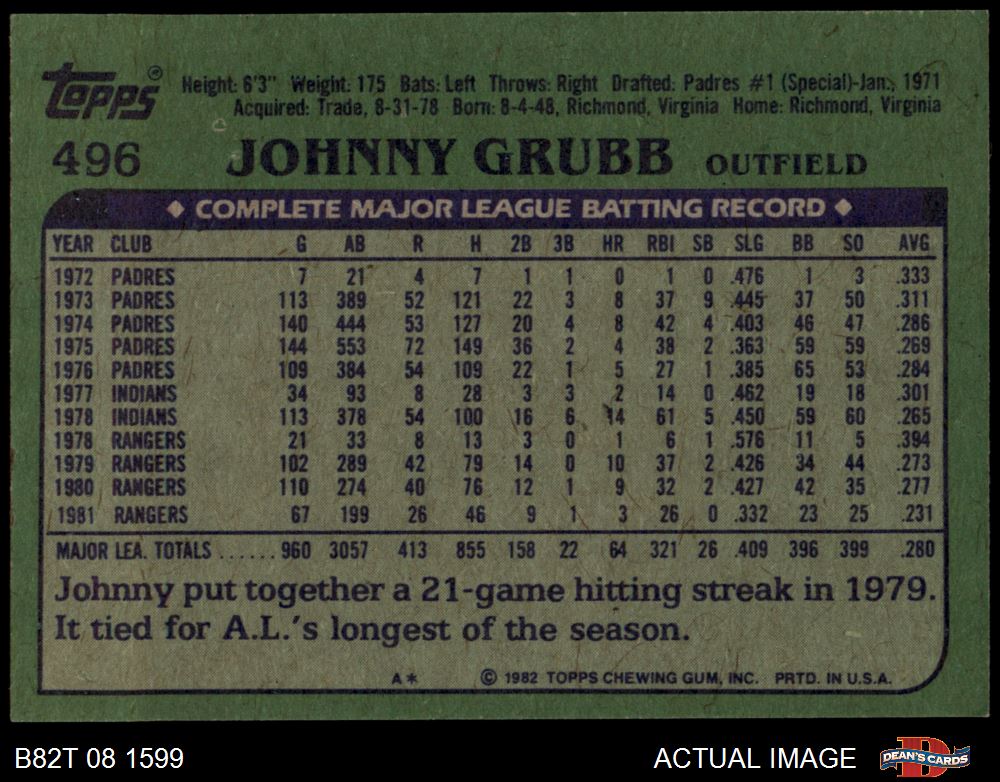 Topps® Height: 6'3" Weight: 175 Bats: Left Throws: Right Drafted: Padres #1 (Special)-Jan., 1971
Acquired: Trade, 8-31-78 Born: 8-4-48, Richmond, Virginia Home: Richmond, Virginia
496 JOHNNY GRUBB OUTFIELD
◆ COMPLETE MAJOR LEAGUE BATTING RECORD ◆
YEAR CLUB G AB R H 2B 3B HR RBI SB SLG BB SO AVG
1972 PADRES 7 21 4 7 1 1 0 1 0 .476 1 3 .333
1973 PADRES 113 389 52 121 22 3 8 37 9 .445 37 50 .311
1974 PADRES 140 444 53 127 20 4 8 42 4 .403 46 47 .286
1975 PADRES 144 553 72 149 36 2 4 38 2 .363 59 59 .269
1976 PADRES 109 384 54 109 22 1 5 27 1 .385 65 53 .284
1977 INDIANS 34 93 8 28 3 3 2 14 0 .462 19 18 .301
1978 INDIANS 113 378 54 100 16 6 14 61 5 .450 59 60 .265
1978 RANGERS 21 33 8 13 3 0 1 6 1 .576 11 5 .394
1979 RANGERS 102 289 42 79 14 0 10 37 2 .426 34 44 .273
1980 RANGERS 110 274 40 76 12 1 9 32 2 .427 42 35 .277
1981 RANGERS 67 199 26 46 9 1 3 26 0 .332 23 25 .231
MAJOR LEA. TOTALS ...... 960 3057 413 855 158 22 64 321 26 .409 396 399 .280
Johnny put together a 21-game hitting streak in 1979.
It tied for A.L.'s longest of the season.
A* © 1982 TOPPS CHEWING GUM, INC. PRTD. IN U.S.A.
B82T 08 1599 ACTUAL IMAGE DEAN'S CARDS